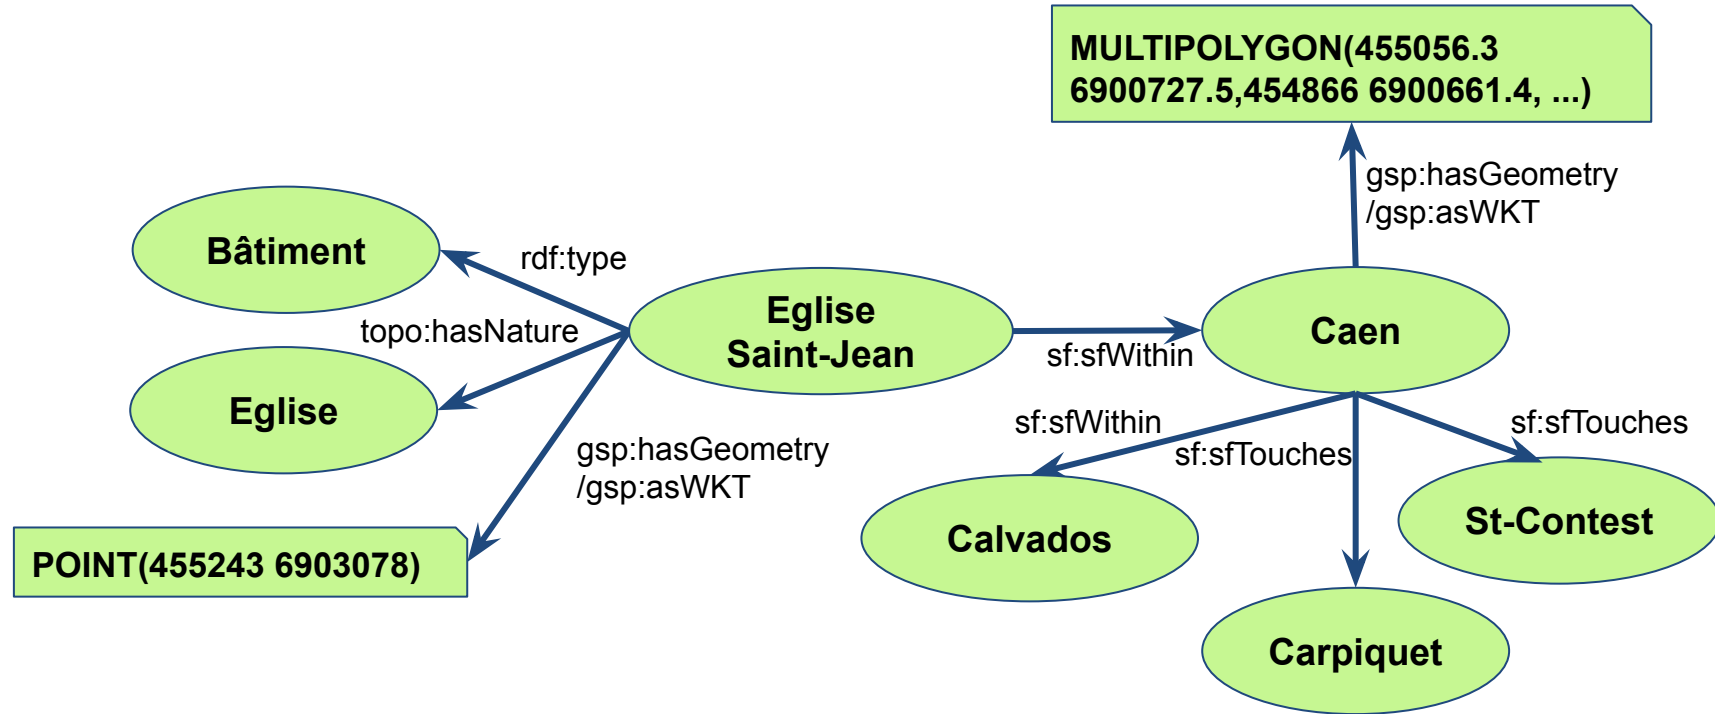 MULTIPOLYGON(455056.3
6900727.5,454866 6900661.4, ...)
gsp:hasGeometry
/gsp:asWKT
Bâtiment
rdf:type
topo:hasNature
Eglise
Saint-Jean
sf:sfWithin
Caen
Eglise
gsp:hasGeometry
/gsp:asWKT
sf:sfWithin
sf:sfTouches
sf:sfTouches
POINT(455243 6903078)
Calvados
St-Contest
Carpiquet